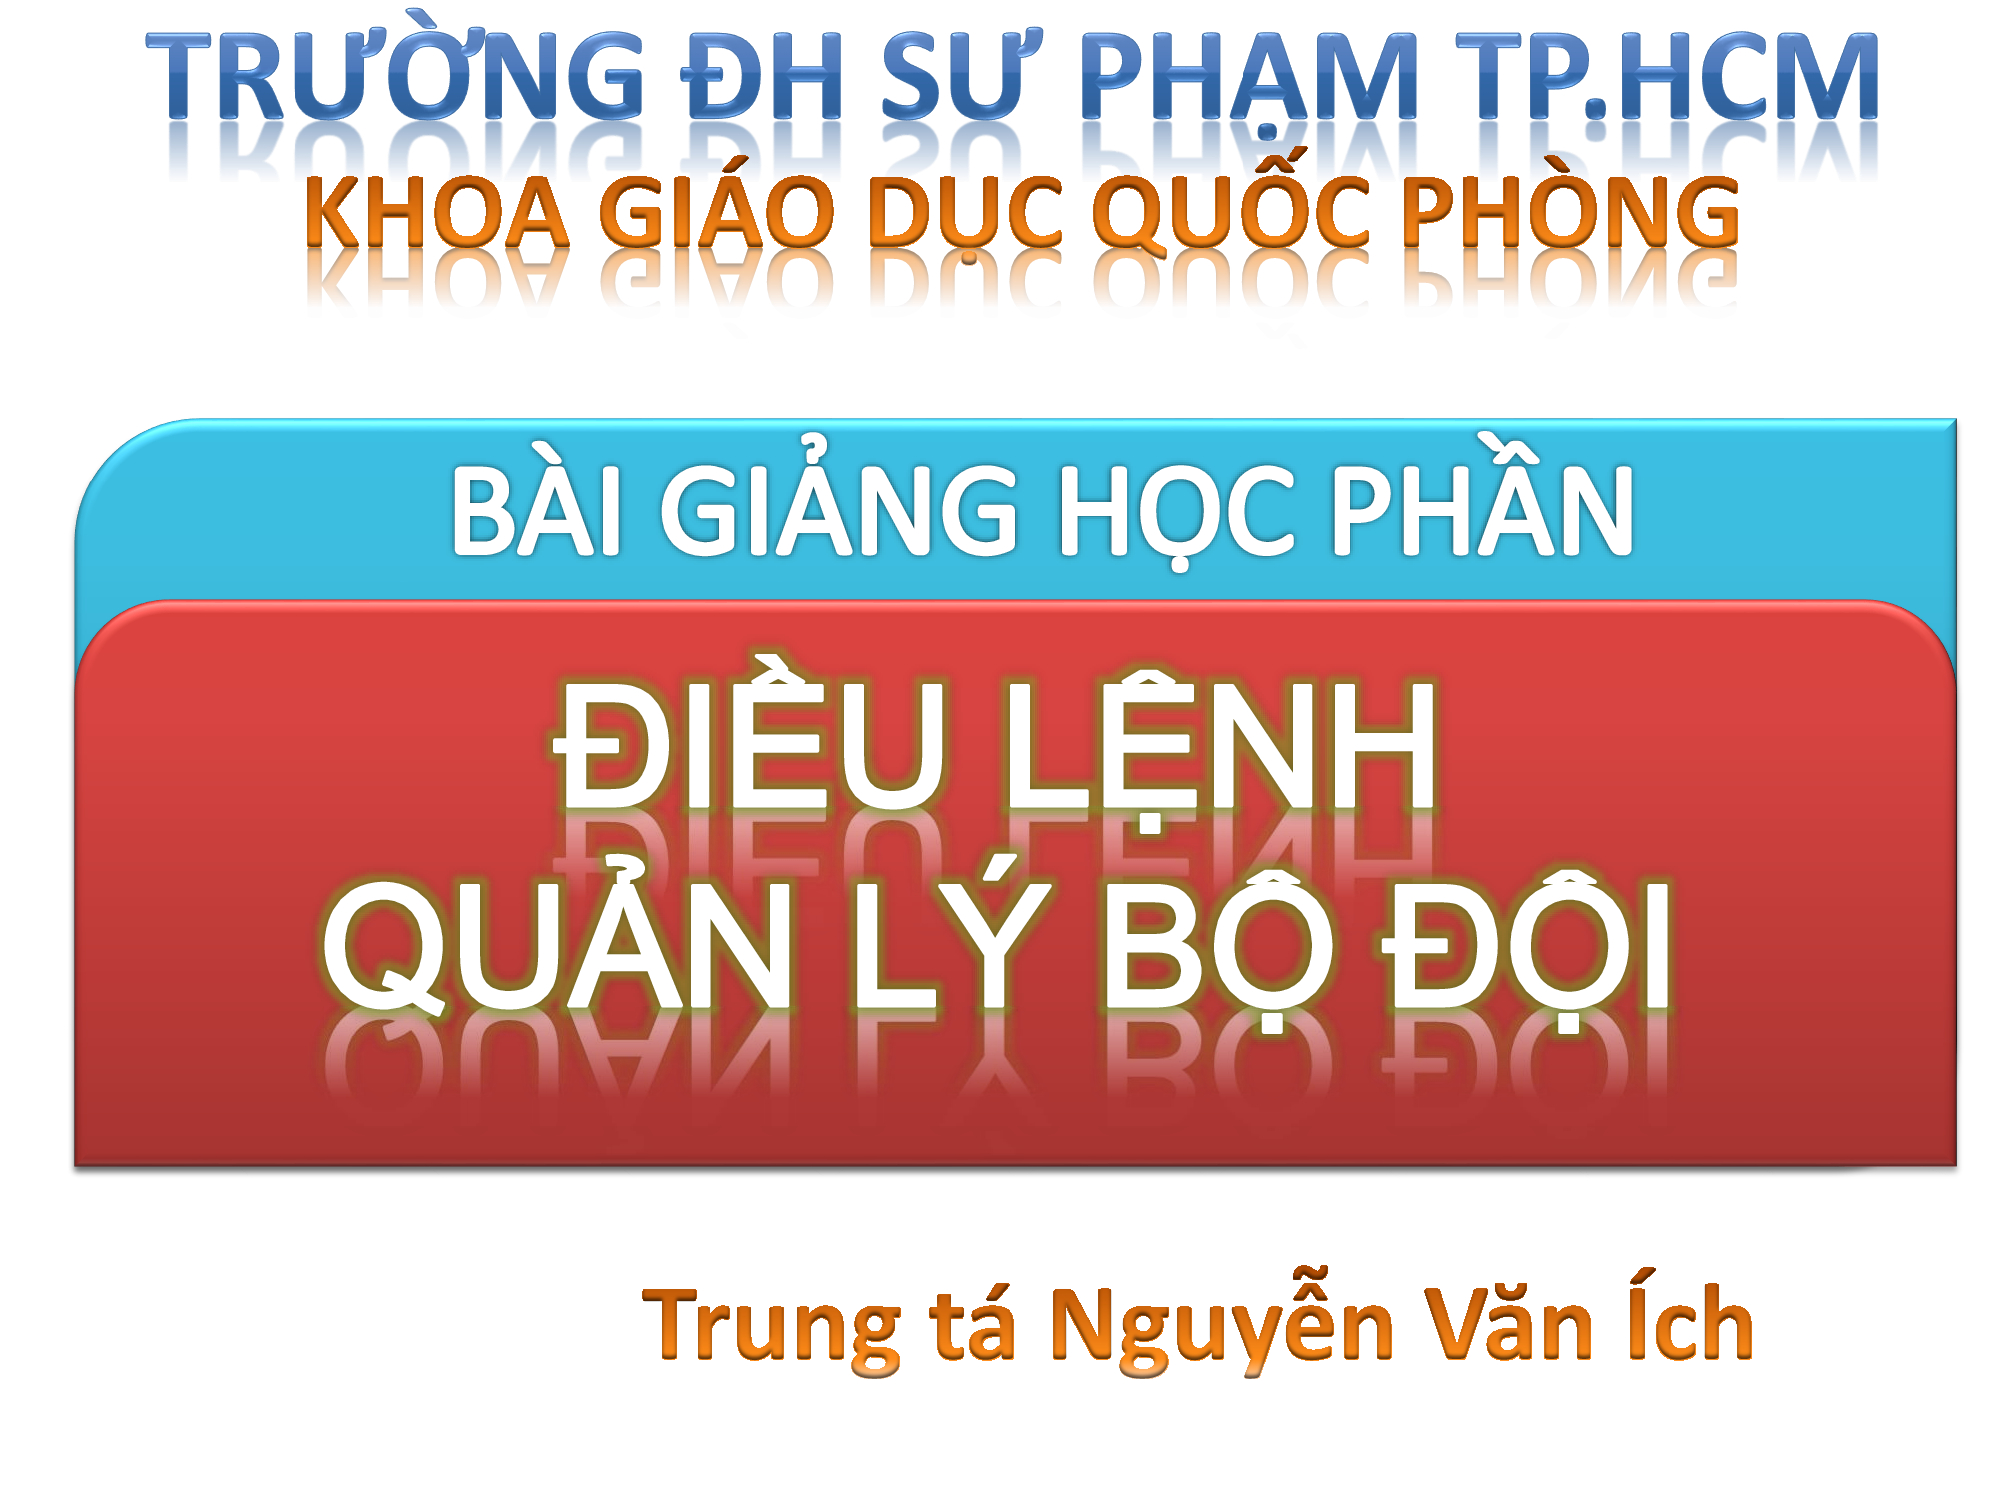 TRƯỜNG ĐH SƯ PHẠM TP.HCM
KHOA GIÁO DỤC QUỐC PHÒNG
BÀI GIẢNG HỌC PHẦN
ĐIỀU LỆNH
QUẢN LÝ BỘ ĐỘI
Trung tá Nguyễn Văn Ích